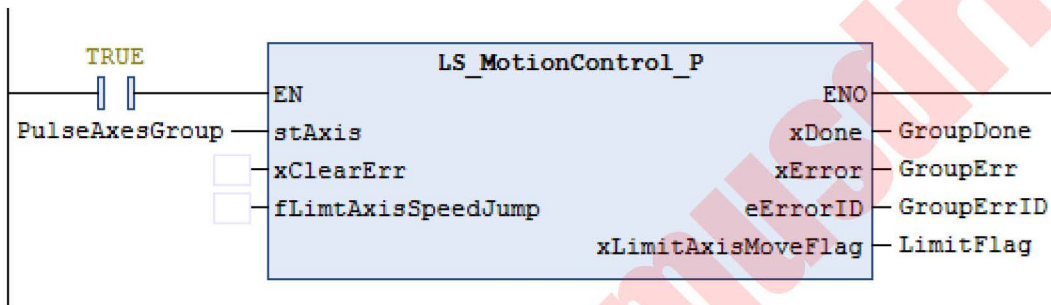 TRUE
LS_MotionControl_P
EN ENO
PulseAxesGroup stAxis xDone GroupDone
xClearErr xError GroupErr
fLimtAxisSpeedJump eErrorID GroupErrID
xLimitAxisMoveFlag LimitFlag